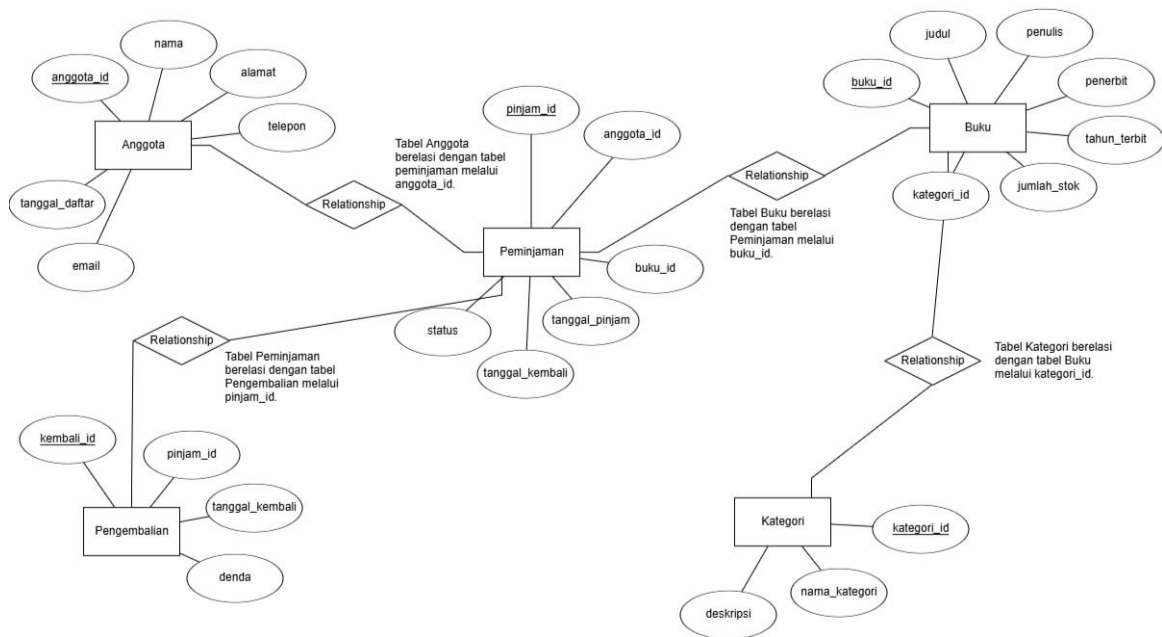 nama
anggota_id
alamat
telepon
Anggota
tanggal_daftar
email
Relationship
Tabel Anggota
berelasi dengan tabel
peminjaman melalui
anggota_id.
pinjam_id
anggota_id
Peminjaman
buku_id
tanggal_pinjam
tanggal_kembali
status
Relationship
Tabel Buku berelasi
dengan tabel
Peminjaman melalui
buku_id.
judul
penulis
buku_id
penerbit
Buku
tahun_terbit
jumlah_stok
kategori_id
Relationship
Tabel Peminjaman
berelasi dengan tabel
Pengembalian melalui
pinjam_id.
kembali_id
pinjam_id
tanggal_kembali
Pengembalian
denda
Relationship
Tabel Kategori berelasi
dengan tabel Buku
melalui kategori_id.
Kategori
kategori_id
nama_kategori
deskripsi